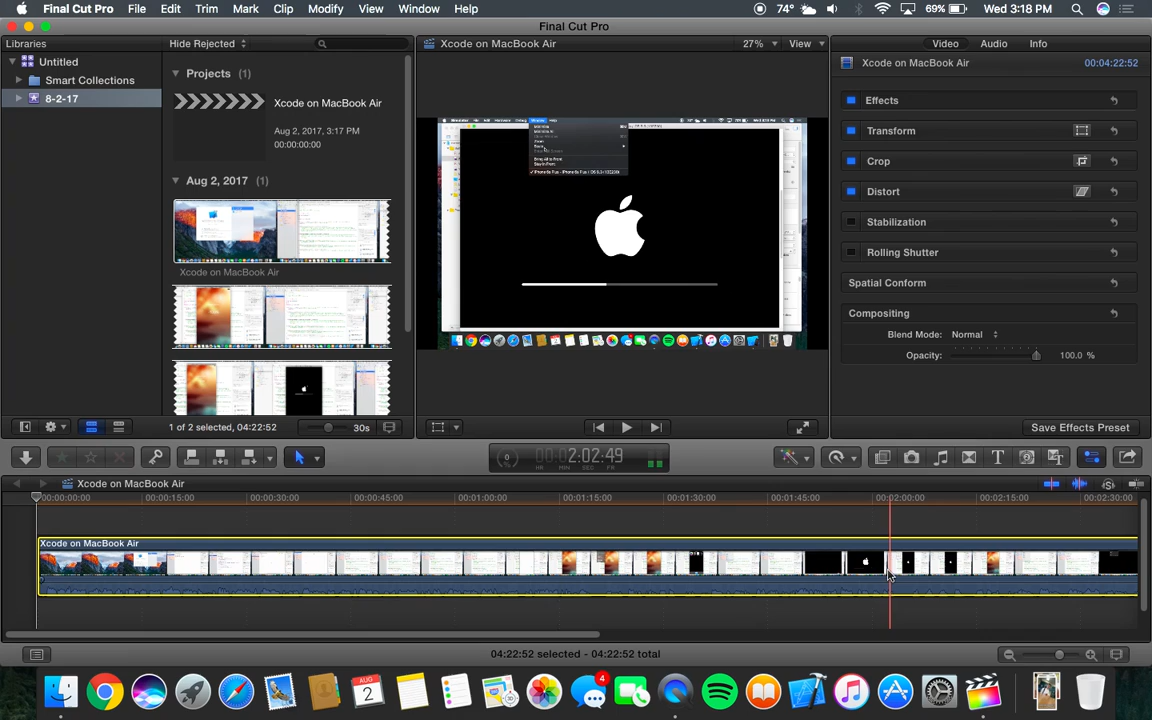 Final Cut Pro File Edit Trim Mark Clip Modify View Window Help 74° 69% Wed 3:18 PM
Final Cut Pro
Libraries Hide Rejected Xcode on MacBook Air 27% View Video Audio Info
Untitled
Smart Collections
8-2-17
Projects (1)
Xcode on MacBook Air
Aug 2, 2017, 3:17 PM
00:00:00:00
Aug 2, 2017 (1)
Xcode on MacBook Air
Xcode on MacBook Air 00:04:22:52
Effects
Transform
Crop
Distort
Stabilization
Rolling Shutter
Spatial Conform
Compositing
Blend Mode: Normal
Opacity: 100.0 %
1 of 2 selected, 04:22:52 30s Save Effects Preset
2:02:49
HR MIN SEC FR
Xcode on MacBook Air
00:00:00:00 00:00:15:00 00:00:30:00 00:00:45:00 00:01:00:00 00:01:15:00 00:01:30:00 00:01:45:00 00:02:00:00 00:02:15:00 00:02:30:00
Xcode on MacBook Air
04:22:52 selected - 04:22:52 total
AUG
2
4